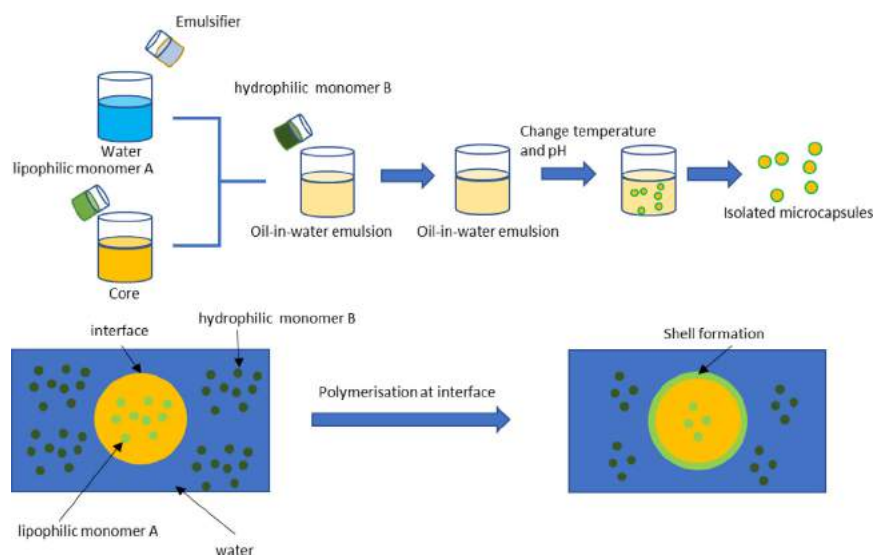 Emulsifier
hydrophilic monomer B
Water
lipophilic monomer A
Change temperature
and pH
Oil-in-water emulsion
Oil-in-water emulsion
Isolated microcapsules
Core
interface
hydrophilic monomer B
Shell formation
Polymerisation at interface
lipophilic monomer A
water